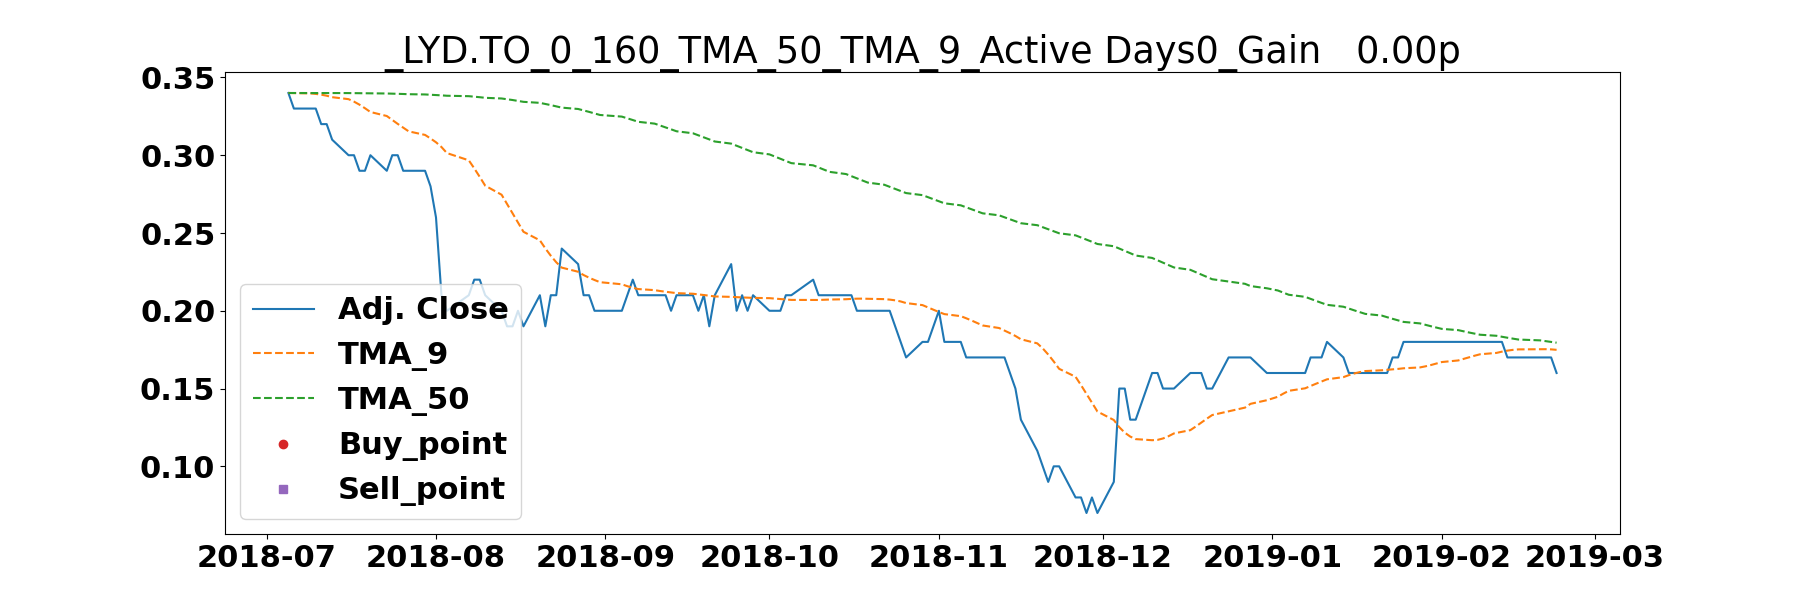 _LYD.TO_0_160_TMA_50_TMA_9_Active Days0_Gain   0.00p
0.35
0.30
0.25
0.20
0.15
0.10
Adj. Close
TMA_9
TMA_50
Buy_point
Sell_point
2018-07 2018-08 2018-09 2018-10 2018-11 2018-12 2019-01 2019-02 2019-03